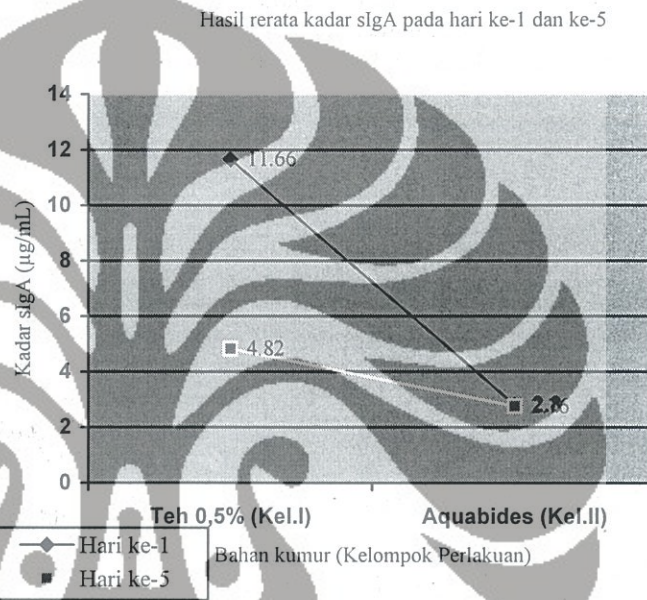 Hasil rerata kadar sIgA pada hari ke-1 dan ke-5
Kadar sIgA (µg/mL)
14
12
10
8
6
4
2
0
11.66
4.82
Teh 0,5% (Kel.I) Aquabides (Kel.II)
Bahan kumur (Kelompok Perlakuan)
Hari ke-1
Hari ke-5